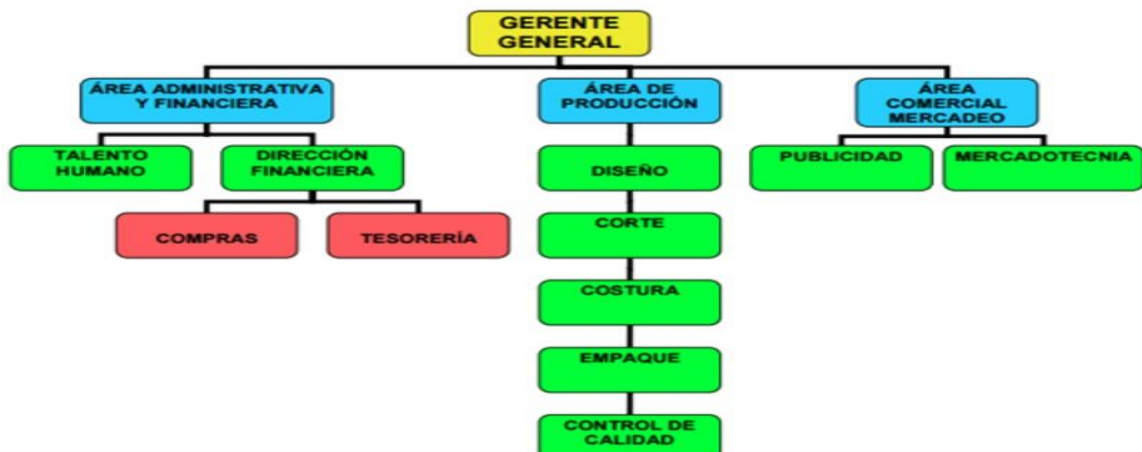 GERENTE
GENERAL
ÁREA ADMINISTRATIVA
Y FINANCIERA
ÁREA DE
PRODUCCIÓN
ÁREA
COMERCIAL
MERCADEO
TALENTO
HUMANO
DIRECCIÓN
FINANCIERA
DISEÑO
PUBLICIDAD
MERCADOTECNIA
COMPRAS
TESORERÍA
CORTE
COSTURA
EMPAQUE
CONTROL DE
CALIDAD